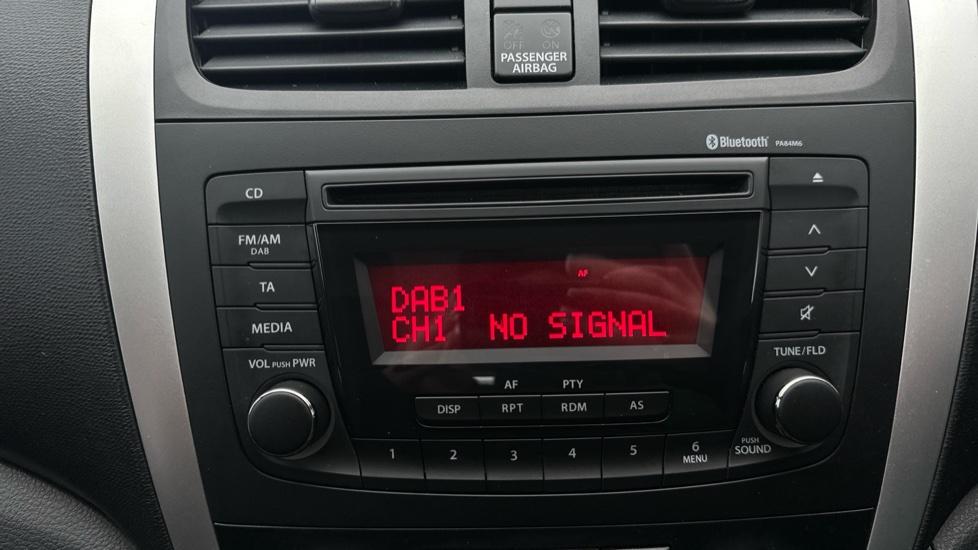 OFF ON
PASSENGER
AIRBAG
Bluetooth PA84M6
CD
FM/AM
DAB
TA
MEDIA
VOL PUSH PWR
AF
DAB1
CH1 NO SIGNAL
AF PTY
DISP RPT RDM AS
1 2 3 4 5 6
MENU
TUNE/FLD
PUSH
SOUND